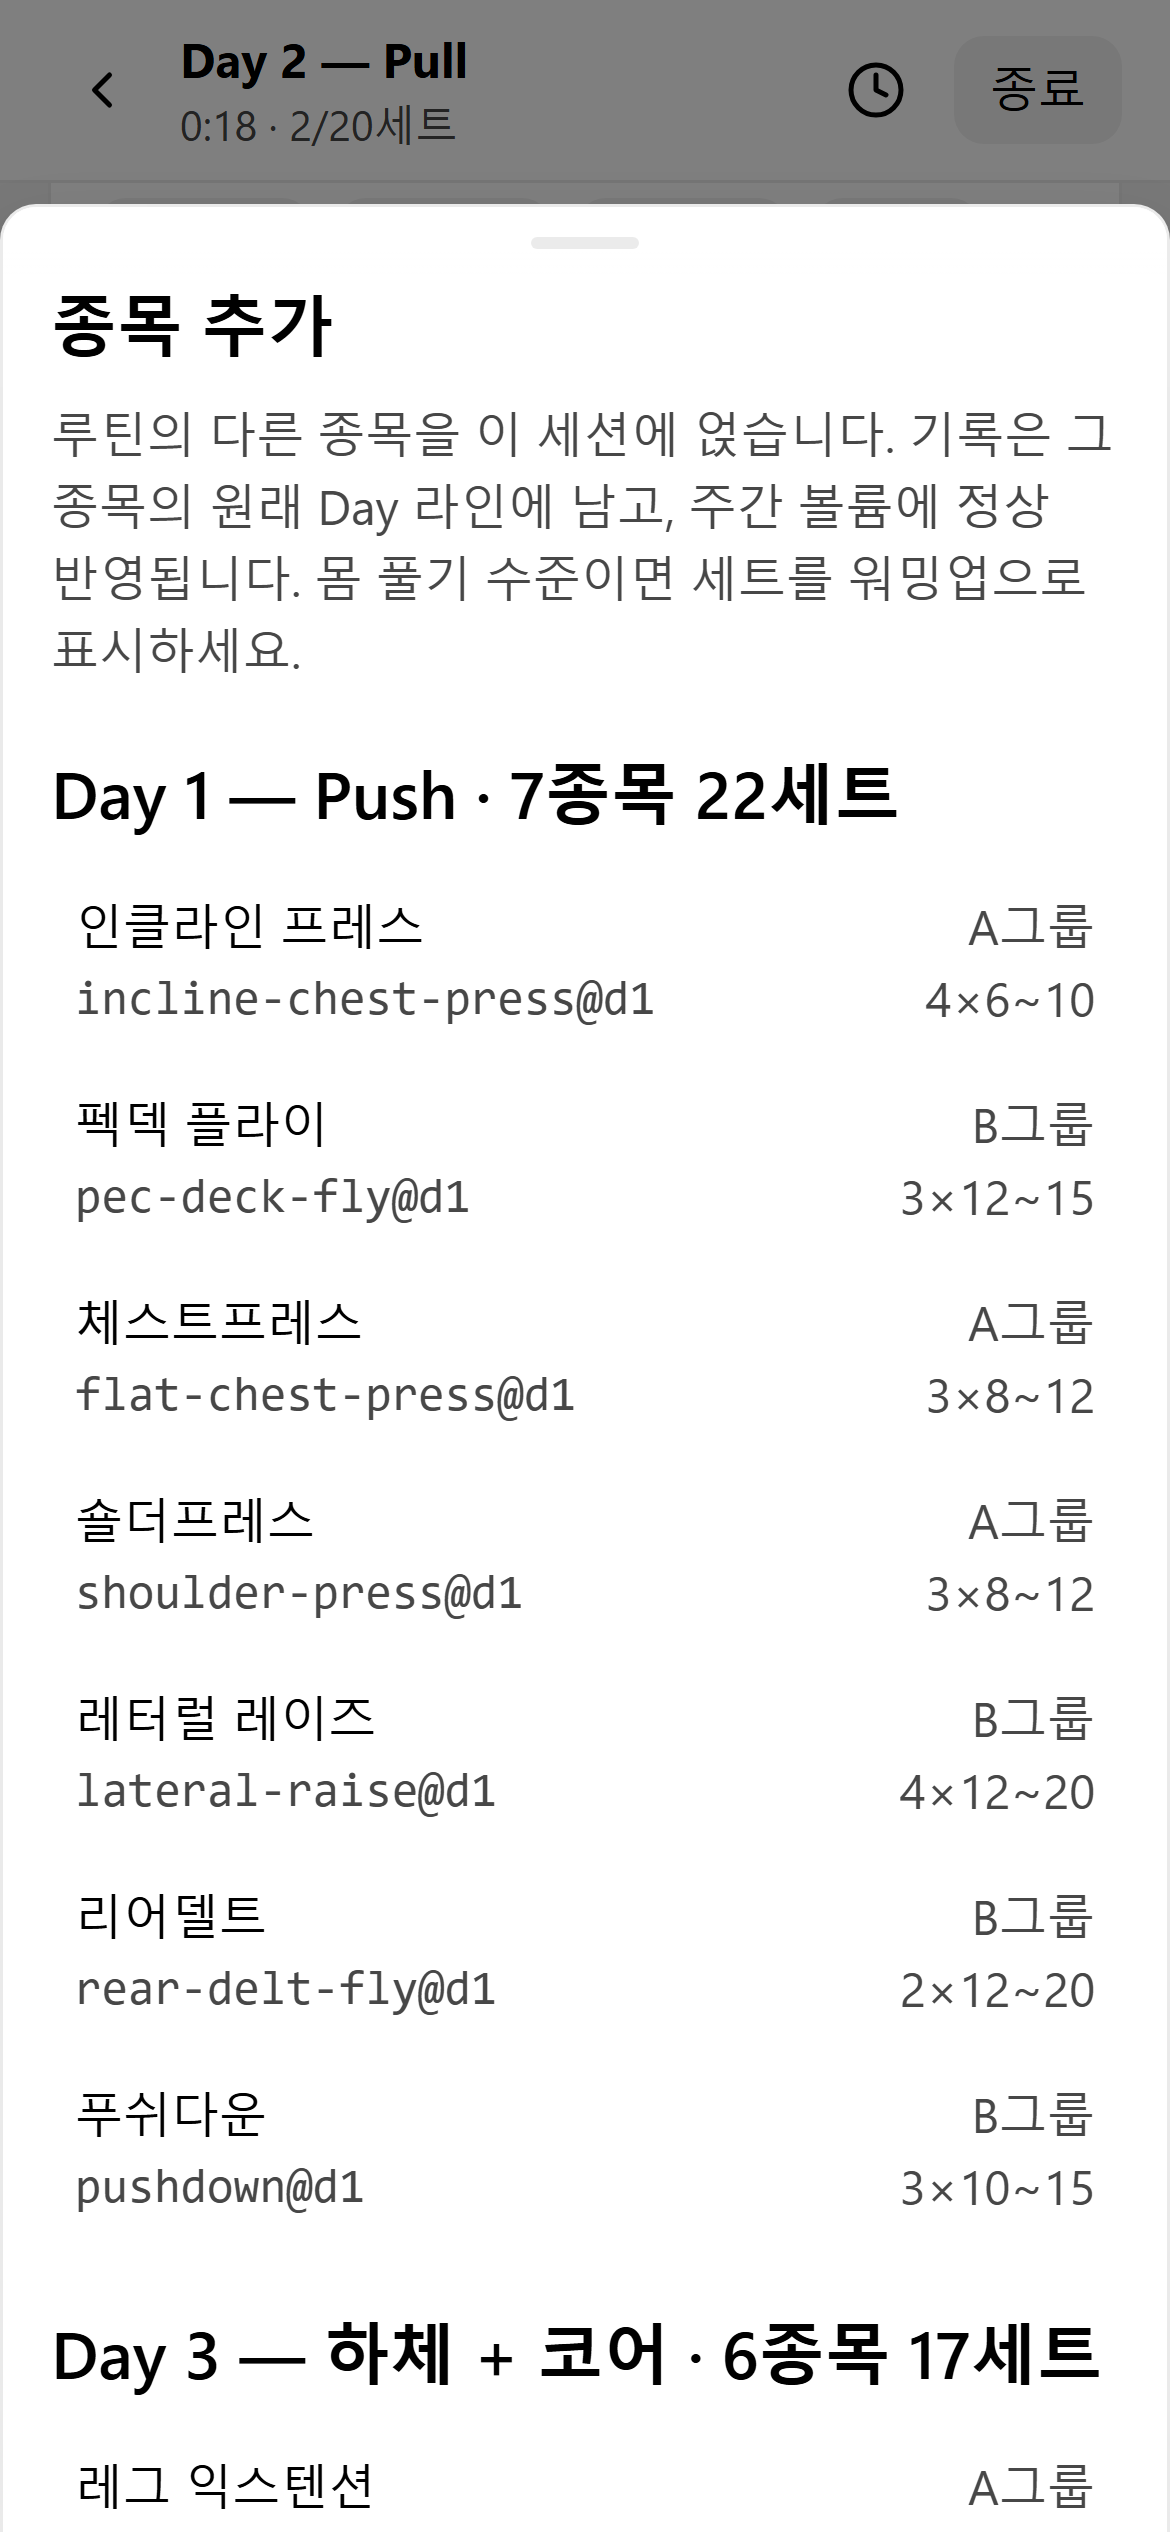 Day 2 — Pull
0:18 · 2/20세트
종료
종목 추가
루틴의 다른 종목을 이 세션에 얹습니다. 기록은 그
종목의 원래 Day 라인에 남고, 주간 볼륨에 정상
반영됩니다. 몸 풀기 수준이면 세트를 워밍업으로
표시하세요.
Day 1 — Push · 7종목 22세트
인클라인 프레스
A그룹
incline-chest-press@d1
4×6~10
펙덱 플라이
B그룹
pec-deck-fly@d1
3×12~15
체스트프레스
A그룹
flat-chest-press@d1
3×8~12
숄더프레스
A그룹
shoulder-press@d1
3×8~12
레터럴 레이즈
B그룹
lateral-raise@d1
4×12~20
리어델트
B그룹
rear-delt-fly@d1
2×12~20
푸쉬다운
B그룹
pushdown@d1
3×10~15
Day 3 — 하체 + 코어 · 6종목 17세트
레그 익스텐션
A그룹